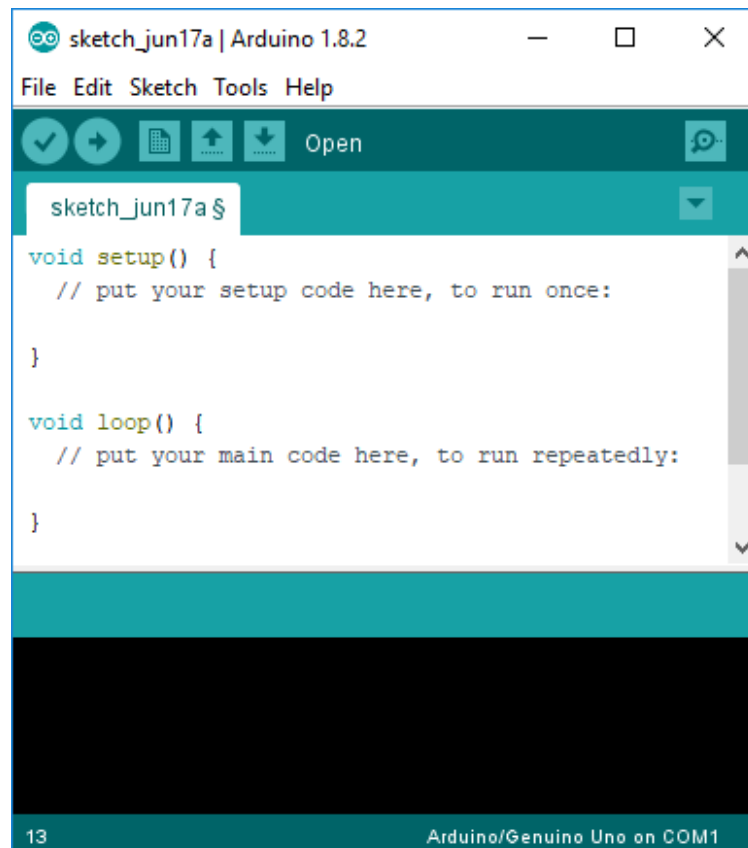 sketch_jun17a | Arduino 1.8.2
File Edit Sketch Tools Help
Open
sketch_jun17a §
void setup() {
  // put your setup code here, to run once:
}
void loop() {
  // put your main code here, to run repeatedly:
}
13 Arduino/Genuino Uno on COM1